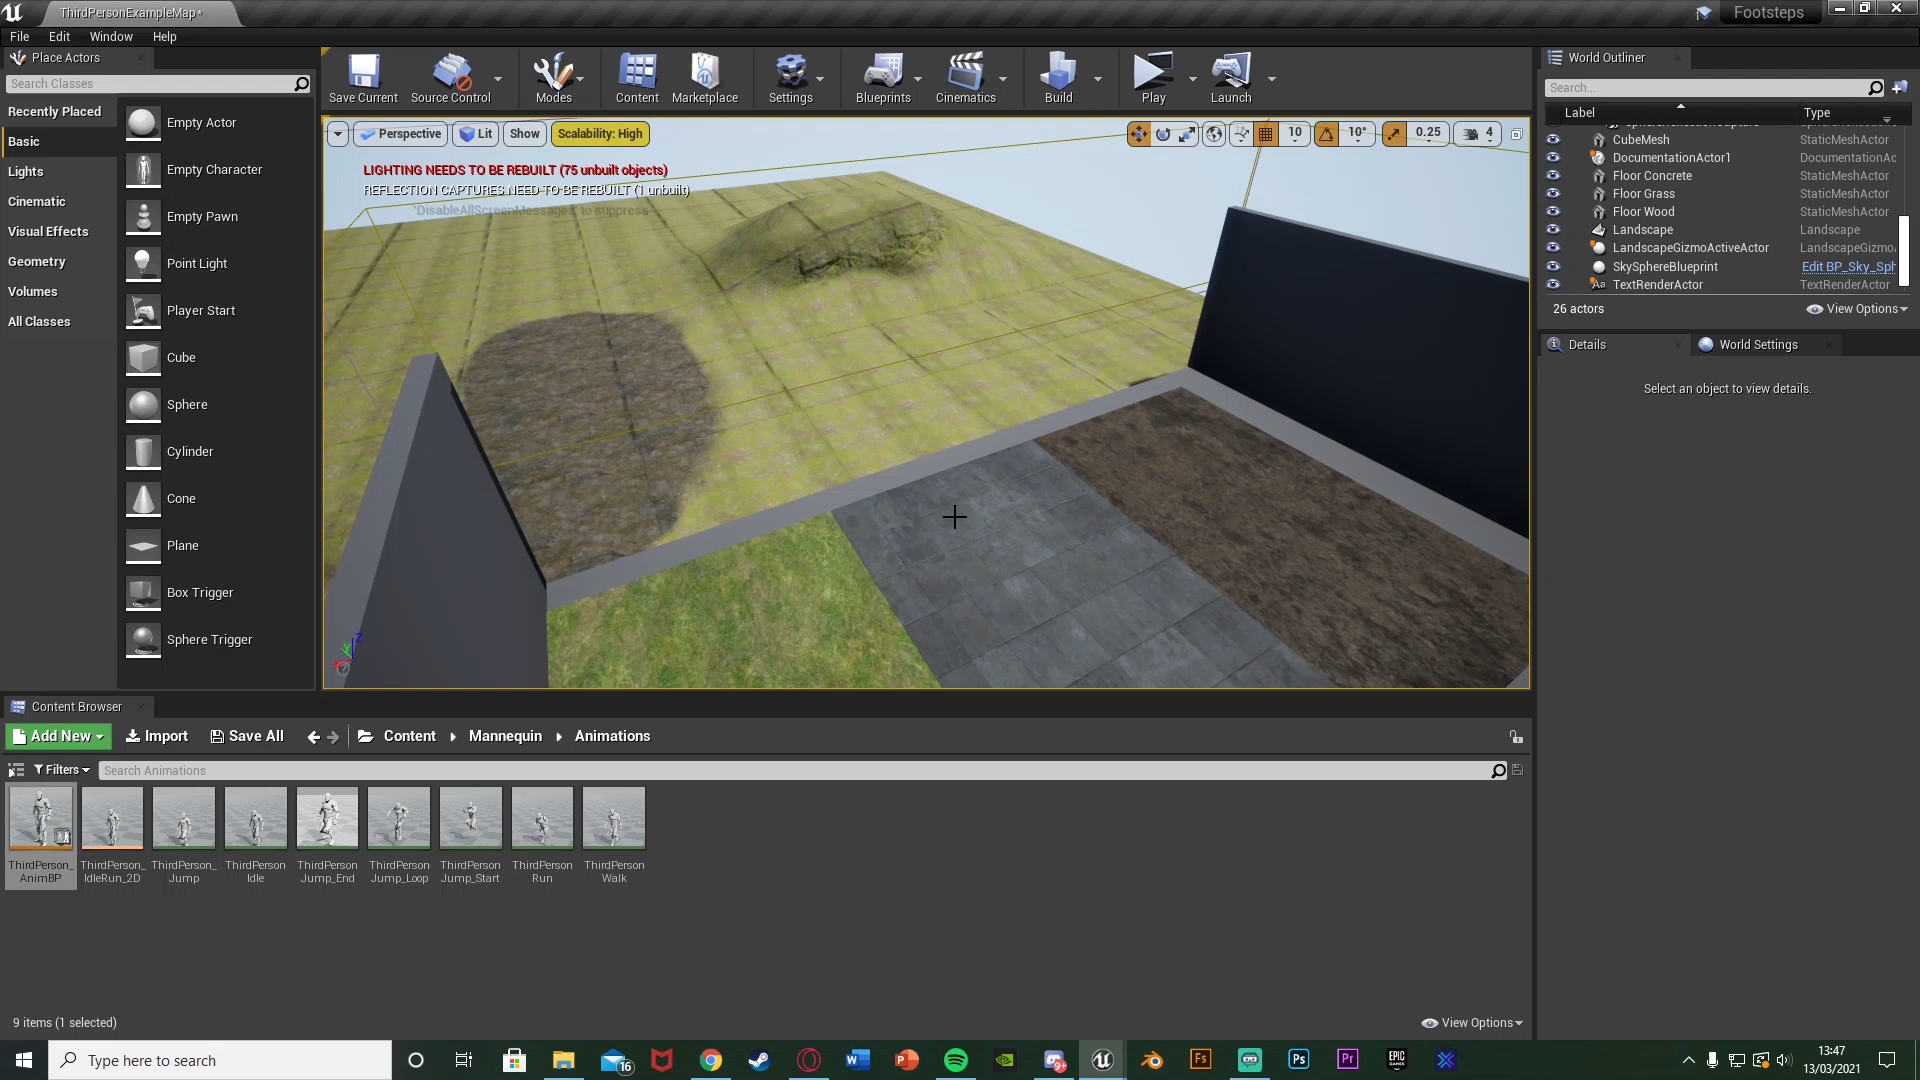 ThirdPersonExampleMap*
Footsteps
File Edit Window Help
Place Actors
Search Classes
Recently Placed
Basic
Lights
Cinematic
Visual Effects
Geometry
Volumes
All Classes
Empty Actor
Empty Character
Empty Pawn
Point Light
Player Start
Cube
Sphere
Cylinder
Cone
Plane
Box Trigger
Sphere Trigger
Save Current
Source Control
Modes
Content
Marketplace
Settings
Blueprints
Cinematics
Build
Play
Launch
Perspective
Lit
Show
Scalability: High
10
10°
0.25
4
LIGHTING NEEDS TO BE REBUILT (75 unbuilt objects)
REFLECTION CAPTURES NEED TO BE REBUILT (1 unbuilt)
'DisableAllScreenMessages' to suppress
World Outliner
Search...
Label Type
CubeMesh StaticMeshActor
DocumentationActor1 DocumentationAc
Floor Concrete StaticMeshActor
Floor Grass StaticMeshActor
Floor Wood StaticMeshActor
Landscape Landscape
LandscapeGizmoActiveActor LandscapeGizmo
SkySphereBlueprint Edit BP_Sky_Sph
TextRenderActor TextRenderActor
26 actors
View Options
Details
World Settings
Select an object to view details.
Content Browser
Add New
Import
Save All
Content
Mannequin
Animations
Filters
Search Animations
ThirdPerson_
AnimBP
ThirdPerson_
IdleRun_2D
ThirdPerson_
Jump
ThirdPerson
Idle
ThirdPerson
Jump_End
ThirdPerson
Jump_Loop
ThirdPerson
Jump_Start
ThirdPerson
Run
ThirdPerson
Walk
9 items (1 selected)
View Options
Type here to search
16
W
P
9+
Fs
Ps
Pr
EPIC
GAMES
13:47
13/03/2021